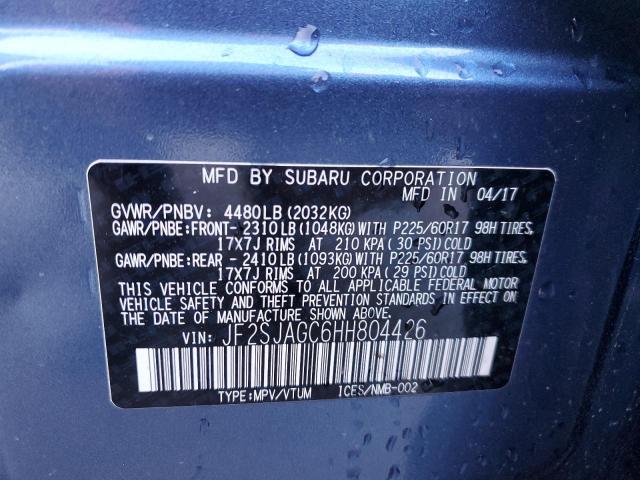 MFD BY SUBARU CORPORATION
MFD IN 04/17
GVWR/PNBV: 4480LB(2032KG)
GAWR/PNBE:FRONT- 2310LB(1048KG)WITH P225/60R17 98H TIRES,
17X7J RIMS AT 210 KPA(30 PSI)COLD
GAWR/PNBE:REAR - 2410LB(1093KG)WITH P225/60R17 98H TIRES,
17X7J RIMS AT 200 KPA(29 PSI)COLD
THIS VEHICLE CONFORMS TO ALL APPLICABLE FEDERAL MOTOR
VEHICLE SAFETY AND THEFT PREVENTION STANDARDS IN EFFECT ON
THE DATE OF MANUFACTURE SHOWN ABOVE.
VIN: JF2SJAGC6HH804426
TYPE:MPV/VTUM ICES/NMB-002